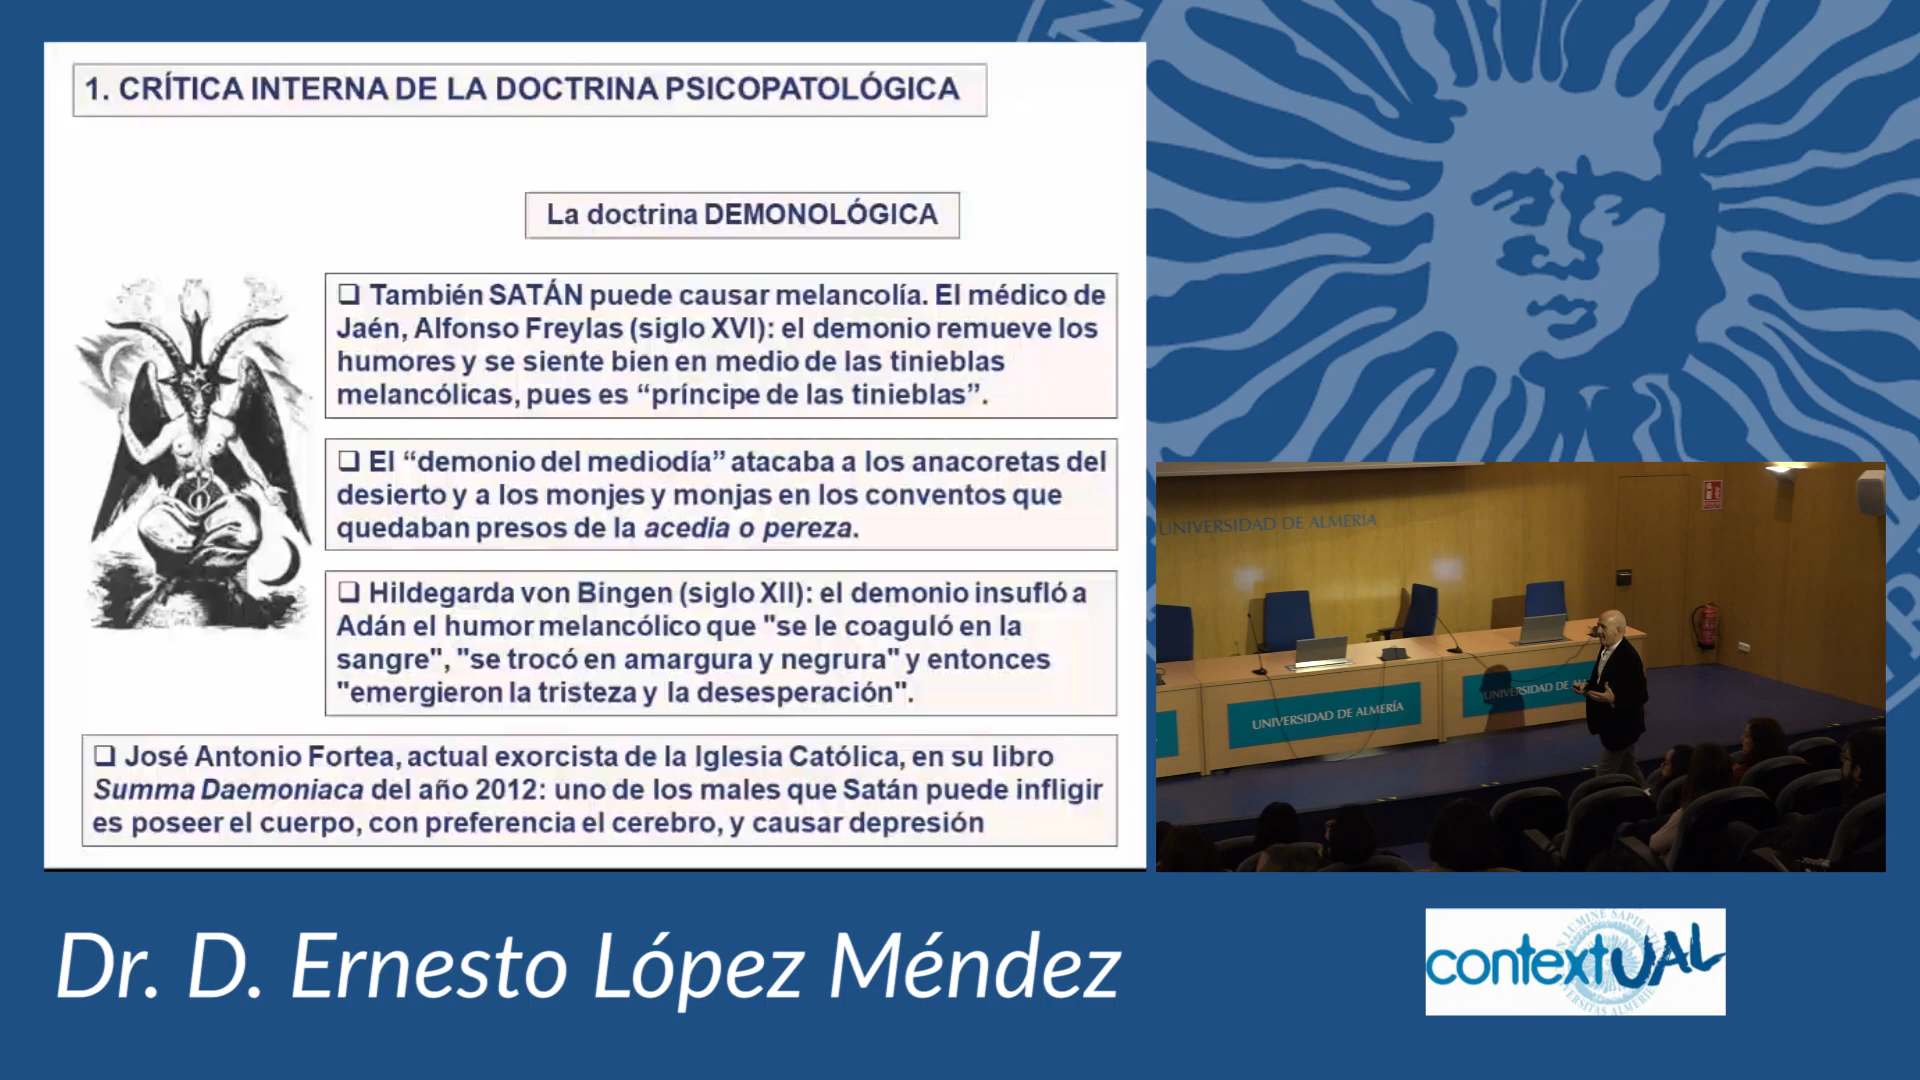 1. CRÍTICA INTERNA DE LA DOCTRINA PSICOPATOLÓGICA
La doctrina DEMONOLÓGICA
❑ También SATÁN puede causar melancolía. El médico de
Jaén, Alfonso Freylas (siglo XVI): el demonio remueve los
humores y se siente bien en medio de las tinieblas
melancólicas, pues es “príncipe de las tinieblas”.
❑ El “demonio del mediodía” atacaba a los anacoretas del
desierto y a los monjes y monjas en los conventos que
quedaban presos de la acedia o pereza.
❑ Hildegarda von Bingen (siglo XII): el demonio insufló a
Adán el humor melancólico que "se le coaguló en la
sangre", "se trocó en amargura y negrura" y entonces
"emergieron la tristeza y la desesperación".
❑ José Antonio Fortea, actual exorcista de la Iglesia Católica, en su libro
Summa Daemoniaca del año 2012: uno de los males que Satán puede infligir
es poseer el cuerpo, con preferencia el cerebro, y causar depresión
UNIVERSIDAD DE ALMERÍA
UNIVERSIDAD DE ALMERÍA
UNIVERSIDAD DE
Dr. D. Ernesto López Méndez
contextUAL